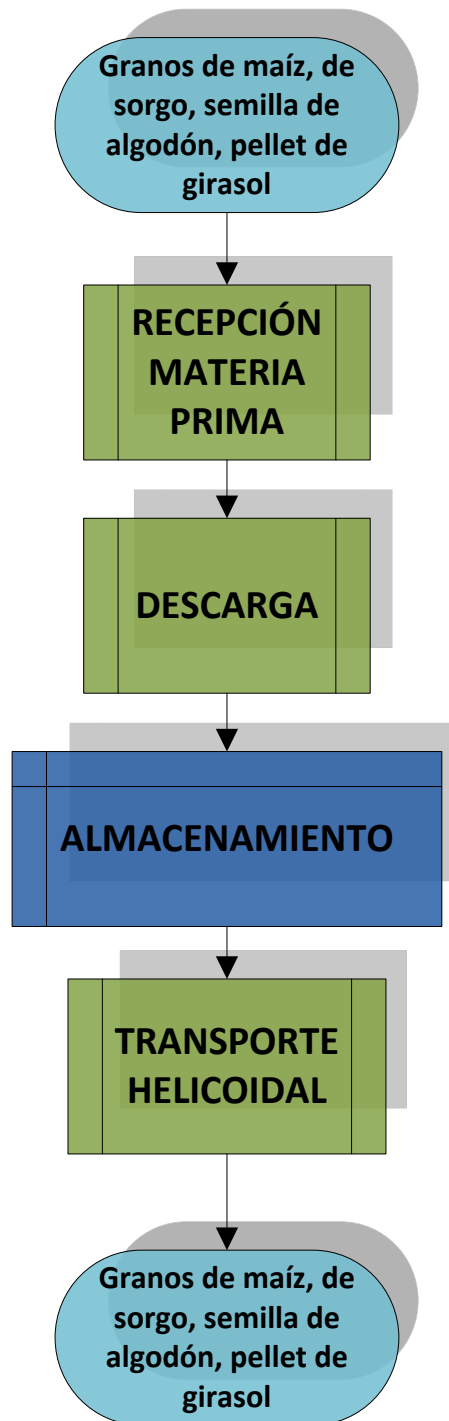 Granos de maíz, de
sorgo, semilla de
algodón, pellet de
girasol
RECEPCIÓN
MATERIA
PRIMA
DESCARGA
ALMACENAMIENTO
TRANSPORTE
HELICOIDAL
Granos de maíz, de
sorgo, semilla de
algodón, pellet de
girasol